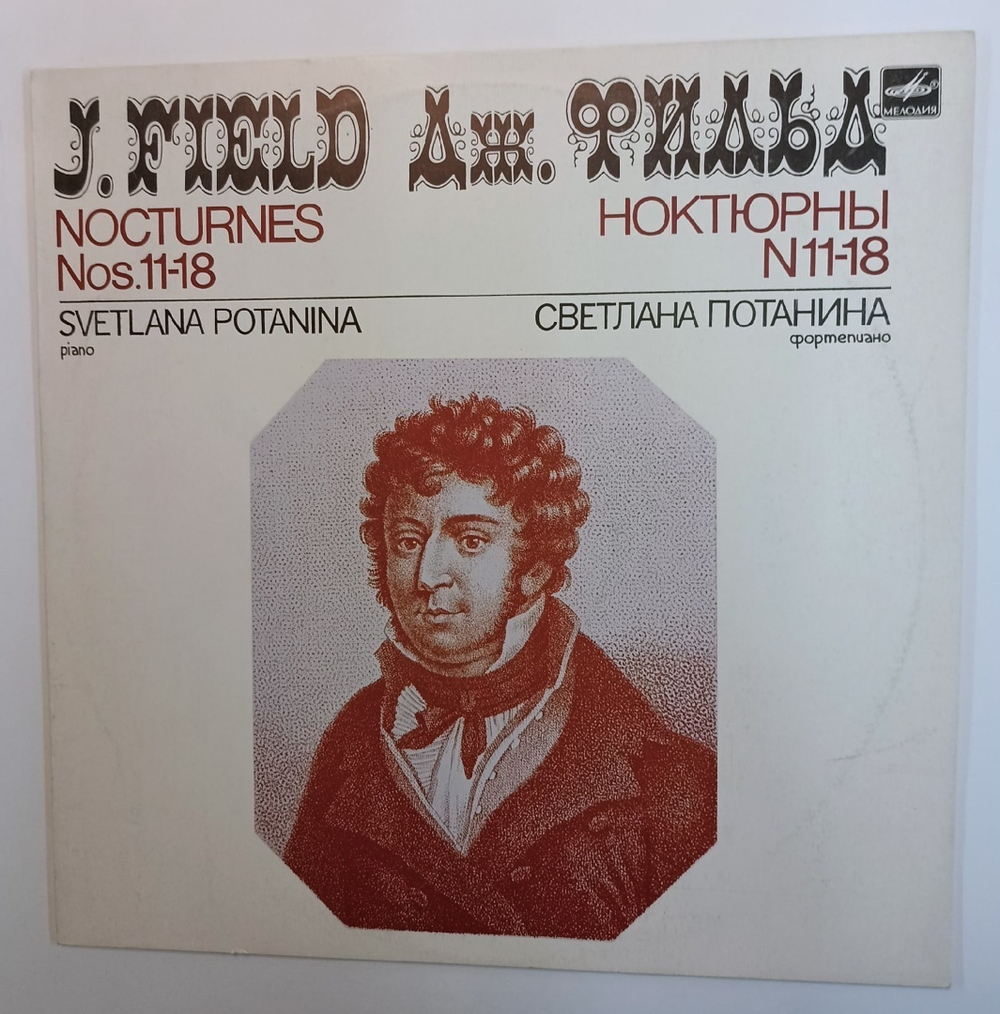 J. FIELD
NOCTURNES
Nos.11-18
SVETLANA POTANINA
piano
Дж. ФИЛЬД
НОКТЮРНЫ
N11-18
СВЕТЛАНА ПОТАНИНА
фортепиано
МЕЛОДИЯ